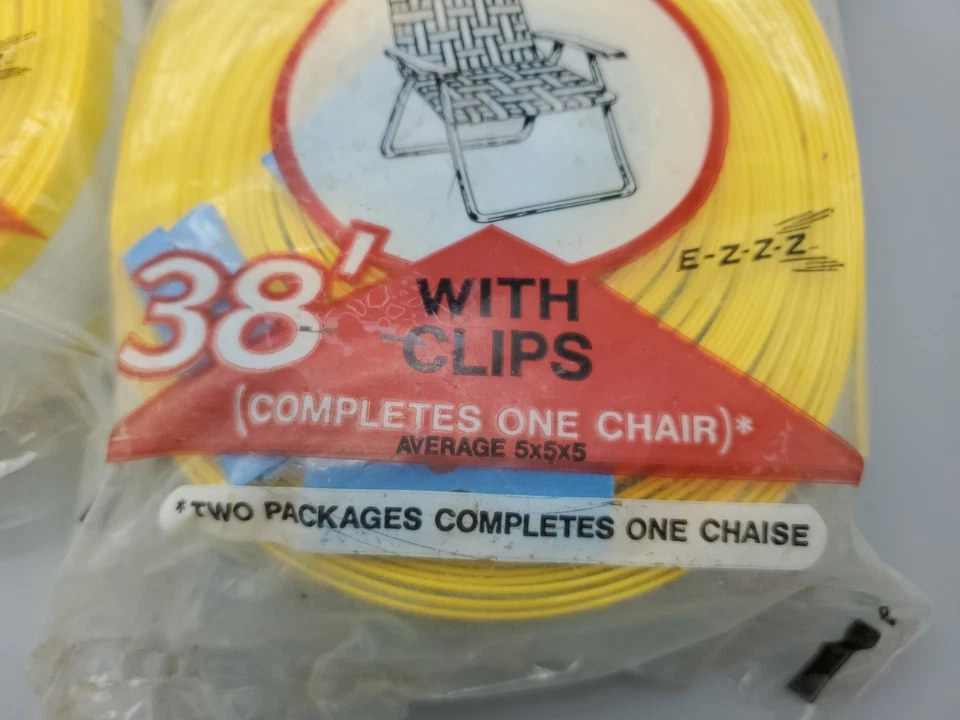 E-Z-Z-Z
38'
WITH
CLIPS
(COMPLETES ONE CHAIR)*
AVERAGE 5x5x5
*TWO PACKAGES COMPLETES ONE CHAISE